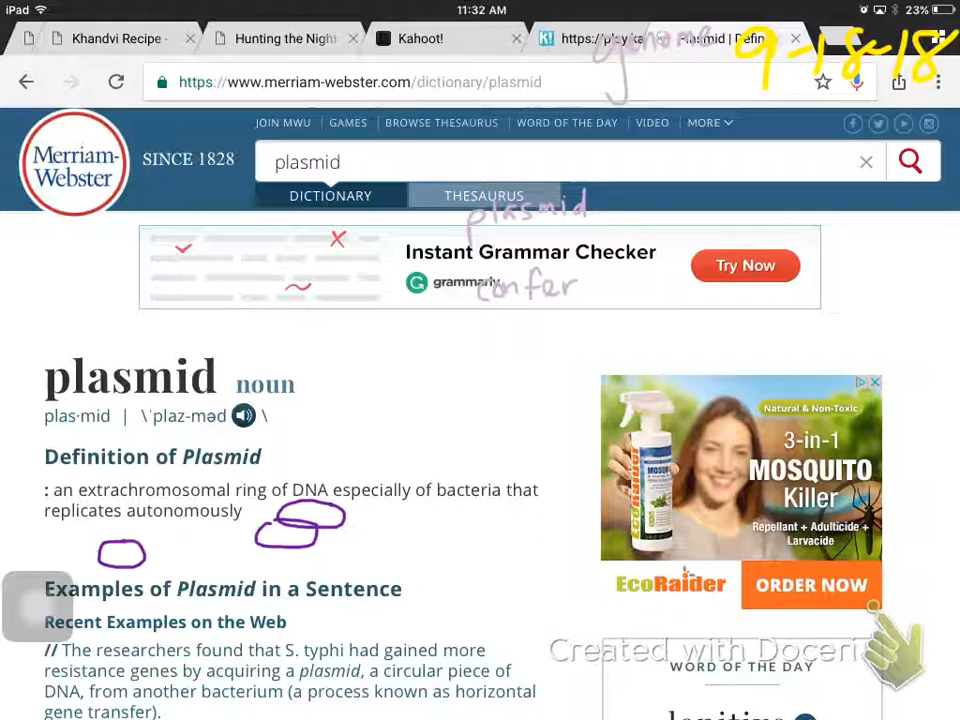 iPad 11:32 AM 23%
Khandvi Recipe - × Hunting the Nigh × Kahoot! × https://play.ka Plasmid | Defin ×
genome 9-18-18
https://www.merriam-webster.com/dictionary/plasmid
JOIN MWU GAMES BROWSE THESAURUS WORD OF THE DAY VIDEO MORE
Merriam-
Webster
SINCE 1828
plasmid
DICTIONARY THESAURUS
plasmid
Instant Grammar Checker
grammarly
Try Now
confer
plasmid noun
plas·mid | \ ˈplaz-məd \
Definition of Plasmid
: an extrachromosomal ring of DNA especially of bacteria that
replicates autonomously
Examples of Plasmid in a Sentence
Recent Examples on the Web
// The researchers found that S. typhi had gained more
resistance genes by acquiring a plasmid, a circular piece of
DNA, from another bacterium (a process known as horizontal
gene transfer).
Natural & Non-Toxic
3-in-1
MOSQUITO
Killer
Repellant + Adulticide +
Larvacide
ECORAIDER
MOSQUITO
EcoRaider
ORDER NOW
Created with Doceri
WORD OF THE DAY
lenitive